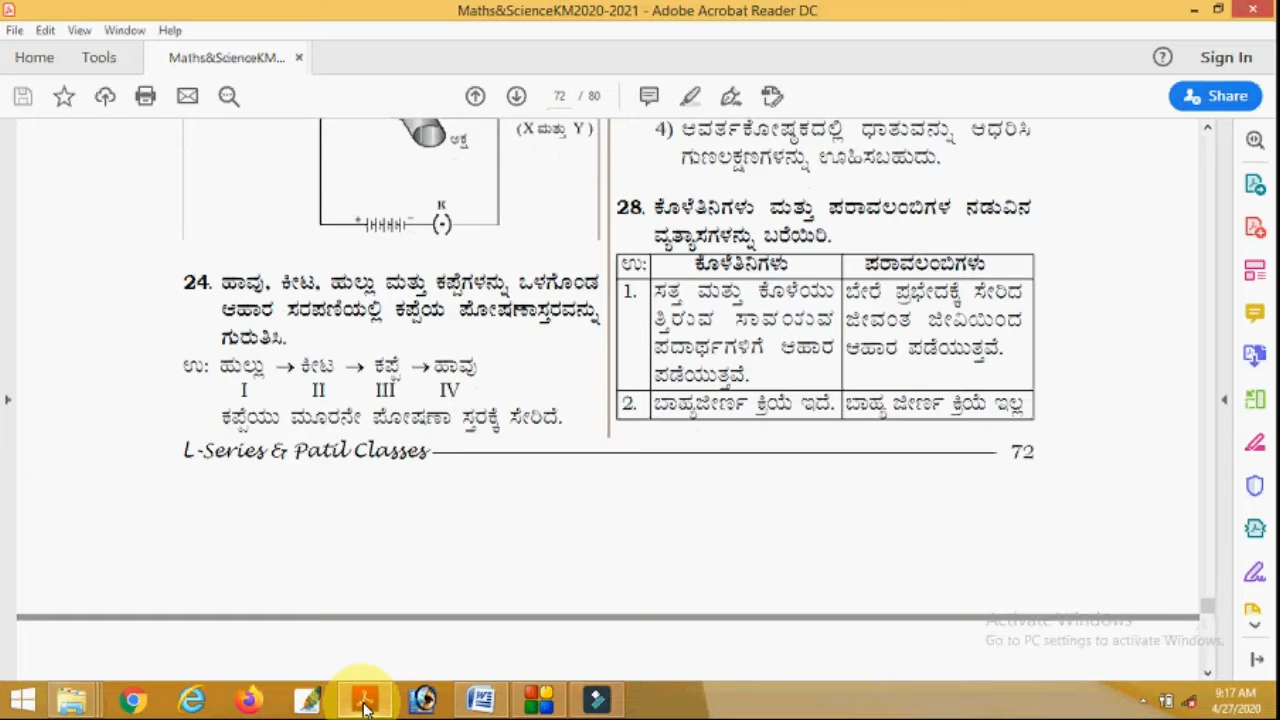 Maths&ScienceKM2020-2021 - Adobe Acrobat Reader DC
File Edit View Window Help
Home Tools Maths&ScienceKM... × Sign In
72 / 80 Share
ಅಕ್ಷ
(X ಮತ್ತು Y )
K
24. ಹಾವು, ಕೀಟ, ಹುಲ್ಲು ಮತ್ತು ಕಪ್ಪೆಗಳನ್ನು ಒಳಗೊಂಡ
ಆಹಾರ ಸರಪಣಿಯಲ್ಲಿ ಕಪ್ಪೆಯ ಪೋಷಣಾಸ್ತರವನ್ನು
ಗುರುತಿಸಿ.
ಉ: ಹುಲ್ಲು → ಕೀಟ → ಕಪ್ಪೆ → ಹಾವು
I II III IV
ಕಪ್ಪೆಯು ಮೂರನೇ ಪೋಷಣಾ ಸ್ತರಕ್ಕೆ ಸೇರಿದೆ.
4) ಆವರ್ತಕೋಷ್ಠಕದಲ್ಲಿ ಧಾತುವನ್ನು ಆಧರಿಸಿ
ಗುಣಲಕ್ಷಣಗಳನ್ನು ಊಹಿಸಬಹುದು.
28. ಕೊಳೆತಿನಿಗಳು ಮತ್ತು ಪರಾವಲಂಬಿಗಳ ನಡುವಿನ
ವ್ಯತ್ಯಾಸಗಳನ್ನು ಬರೆಯಿರಿ.
ಉ: ಕೊಳೆತಿನಿಗಳು ಪರಾವಲಂಬಿಗಳು
1. ಸತ್ತ ಮತ್ತು ಕೊಳೆಯು ಬೇರೆ ಪ್ರಭೇದಕ್ಕೆ ಸೇರಿದ
ತ್ತಿರುವ ಸಾವಯವ ಜೀವಂತ ಜೀವಿಯಿಂದ
ಪದಾರ್ಥಗಳಿಗೆ ಆಹಾರ ಆಹಾರ ಪಡೆಯುತ್ತವೆ.
ಪಡೆಯುತ್ತವೆ.
2. ಬಾಹ್ಯಜೀರ್ಣ ಕ್ರಿಯೆ ಇದೆ. ಬಾಹ್ಯ ಜೀರ್ಣ ಕ್ರಿಯೆ ಇಲ್ಲ
L-Series & Patil Classes 72
Activate Windows
Go to PC settings to activate Windows.
9:17 AM
4/27/2020